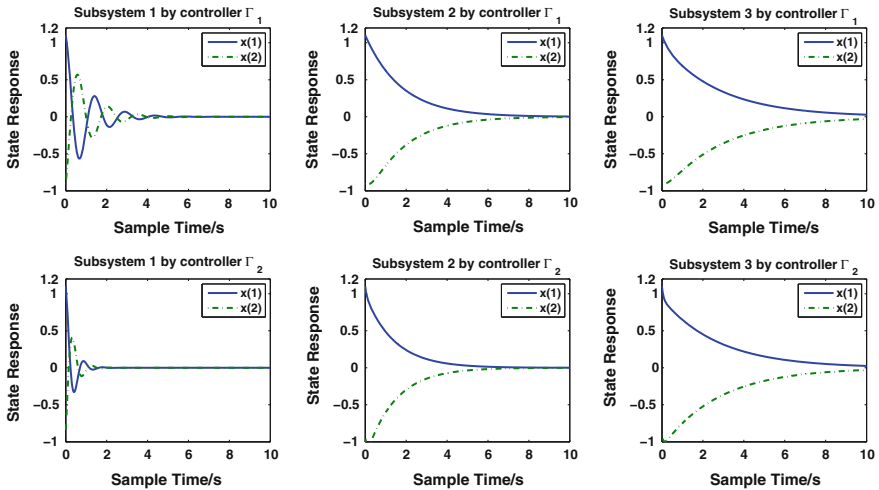 Subsystem 1 by controller Γ_1
1.2
1
0.5
0
−0.5
−1
0 2 4 6 8 10
State Response
Sample Time/s
x(1)
x(2)
Subsystem 2 by controller Γ_1
1.2
1
0.5
0
−0.5
−1
0 2 4 6 8 10
State Response
Sample Time/s
x(1)
x(2)
Subsystem 3 by controller Γ_1
1.2
1
0.5
0
−0.5
−1
0 2 4 6 8 10
State Response
Sample Time/s
x(1)
x(2)
Subsystem 1 by controller Γ_2
1.2
1
0.5
0
−0.5
−1
0 2 4 6 8 10
State Response
Sample Time/s
x(1)
x(2)
Subsystem 2 by controller Γ_2
1.2
1
0.5
0
−0.5
−1
0 2 4 6 8 10
State Response
Sample Time/s
x(1)
x(2)
Subsystem 3 by controller Γ_2
1.2
1
0.5
0
−0.5
−1
0 2 4 6 8 10
State Response
Sample Time/s
x(1)
x(2)